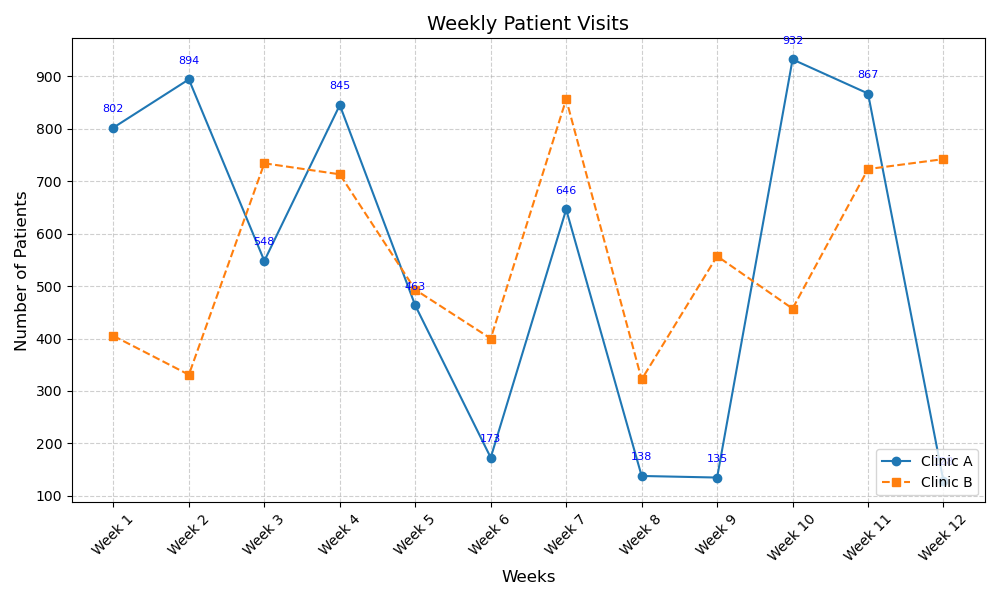 Weekly Patient Visits
Number of Patients
900
800
700
600
500
400
300
200
100
802
894
548
845
463
173
646
138
135
932
867
Clinic A
Clinic B
Week 1
Week 2
Week 3
Week 4
Week 5
Week 6
Week 7
Week 8
Week 9
Week 10
Week 11
Week 12
Weeks